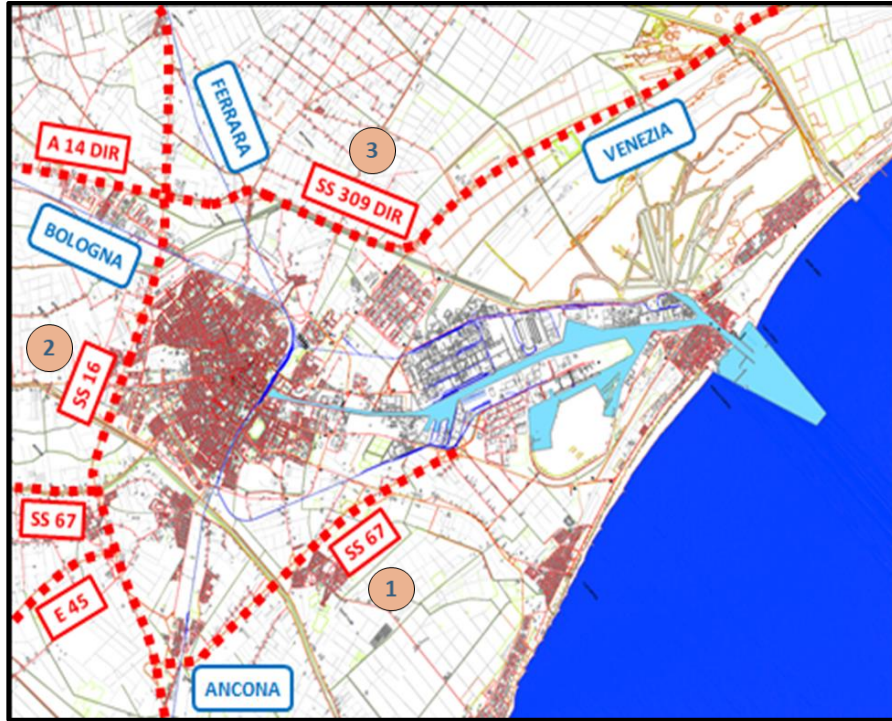 FERRARA
A 14 DIR
3
VENEZIA
SS 309 DIR
BOLOGNA
2
SS 16
SS 67
SS 67
1
E 45
ANCONA